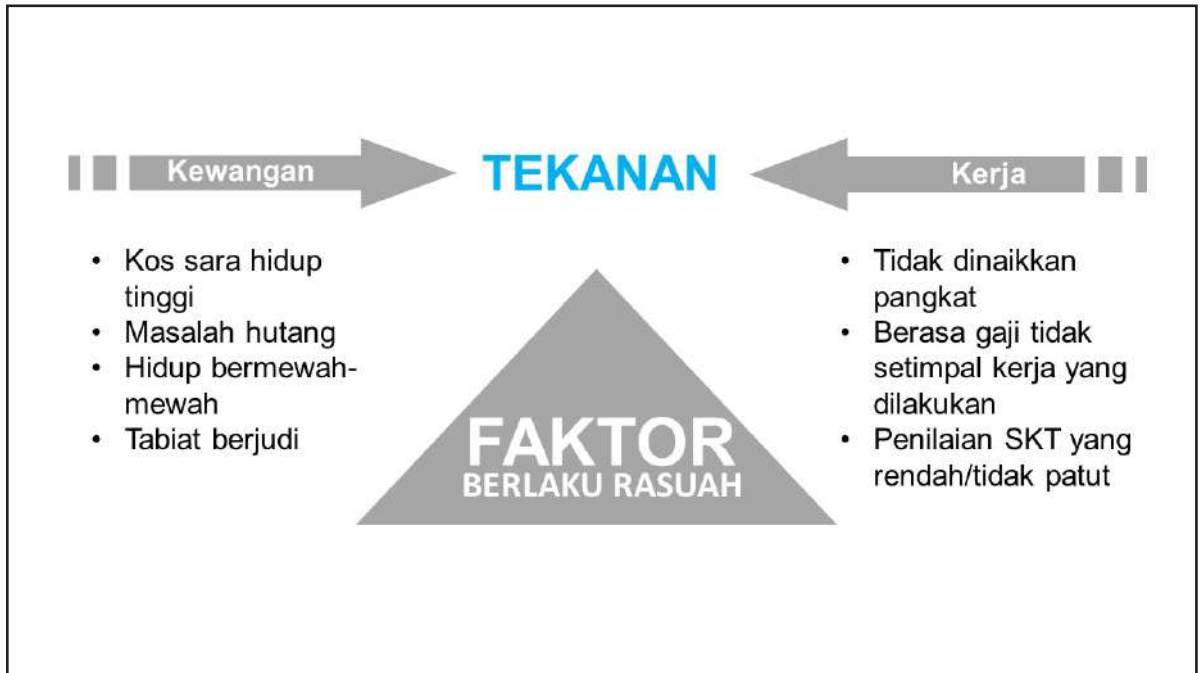 Kewangan
TEKANAN
Kerja
• Kos sara hidup
tinggi
• Masalah hutang
• Hidup bermewah-
mewah
• Tabiat berjudi
• Tidak dinaikkan
pangkat
• Berasa gaji tidak
setimpal kerja yang
dilakukan
• Penilaian SKT yang
rendah/tidak patut
FAKTOR
BERLAKU RASUAH